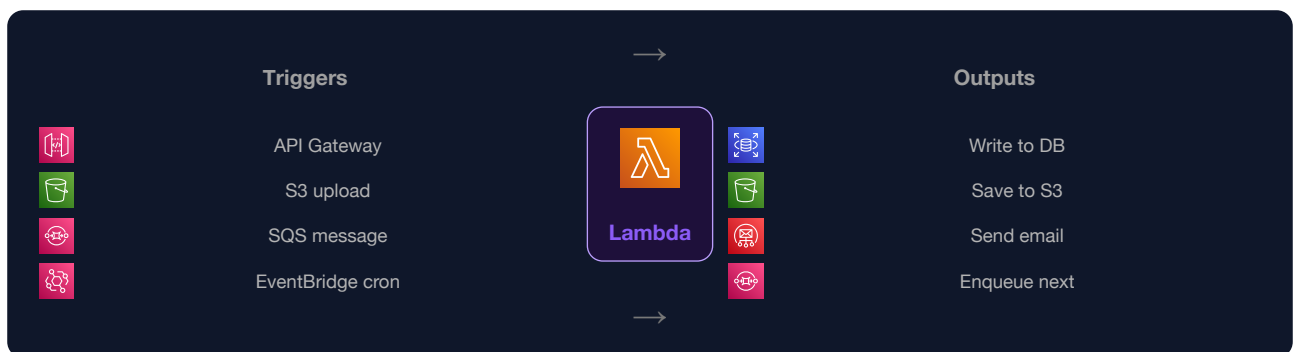 →
Triggers
Outputs
API Gateway
Write to DB
S3 upload
Save to S3
Lambda
SQS message
Send email
EventBridge cron
Enqueue next
→